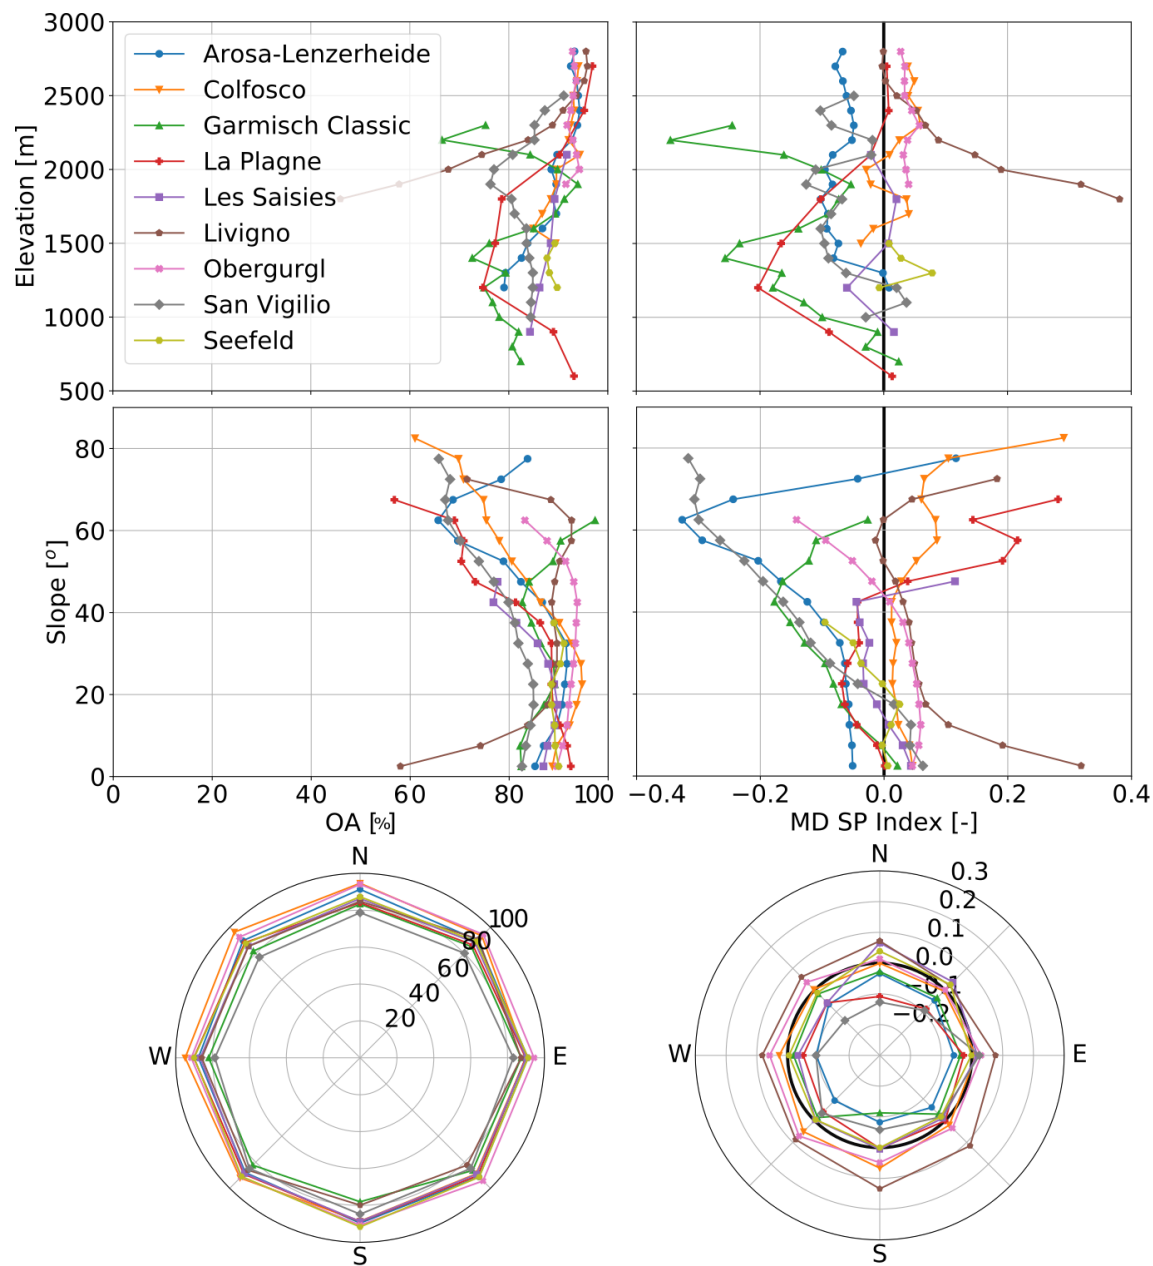 3000
2500
2000
1500
1000
500
Elevation [m]
Arosa-Lenzerheide
Colfosco
Garmisch Classic
La Plagne
Les Saisies
Livigno
Obergurgl
San Vigilio
Seefeld
80
60
40
20
0
Slope [°]
0 20 40 60 80 100
OA [%]
−0.4 −0.2 0.0 0.2 0.4
MD SP Index [-]
N
100
80
60
40
20
W E
S
N
0.3
0.2
0.1
0.0
−0.1
−0.2
W E
S